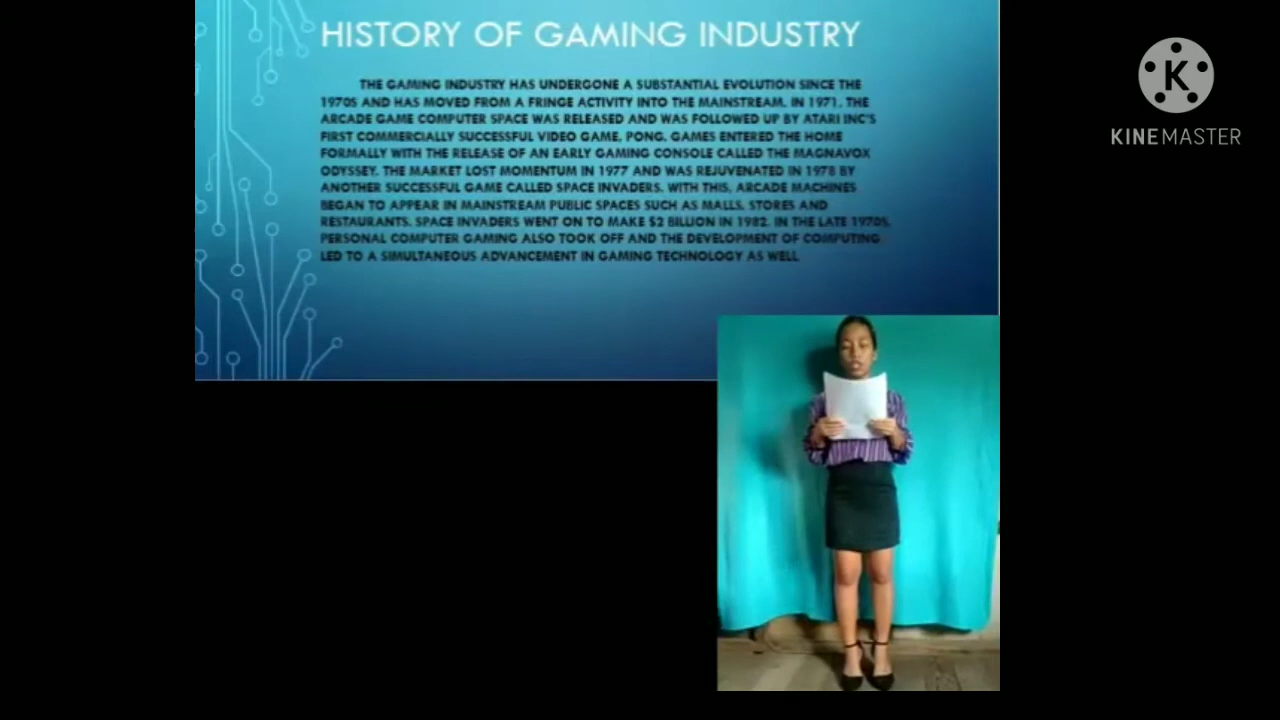 HISTORY OF GAMING INDUSTRY
THE GAMING INDUSTRY HAS UNDERGONE A SUBSTANTIAL EVOLUTION SINCE THE
1970S AND HAS MOVED FROM A FRINGE ACTIVITY INTO THE MAINSTREAM. IN 1971, THE
ARCADE GAME COMPUTER SPACE WAS RELEASED AND WAS FOLLOWED UP BY ATARI INC'S
FIRST COMMERCIALLY SUCCESSFUL VIDEO GAME, PONG. GAMES ENTERED THE HOME
FORMALLY WITH THE RELEASE OF AN EARLY GAMING CONSOLE CALLED THE MAGNAVOX
ODYSSEY. THE MARKET LOST MOMENTUM IN 1977 AND WAS REJUVENATED IN 1978 BY
ANOTHER SUCCESSFUL GAME CALLED SPACE INVADERS. WITH THIS, ARCADE MACHINES
BEGAN TO APPEAR IN MAINSTREAM PUBLIC SPACES SUCH AS MALLS, STORES AND
RESTAURANTS. SPACE INVADERS WENT ON TO MAKE $2 BILLION IN 1982. IN THE LATE 1970S,
PERSONAL COMPUTER GAMING ALSO TOOK OFF AND THE DEVELOPMENT OF COMPUTING
LED TO A SIMULTANEOUS ADVANCEMENT IN GAMING TECHNOLOGY AS WELL
K
KINEMASTER